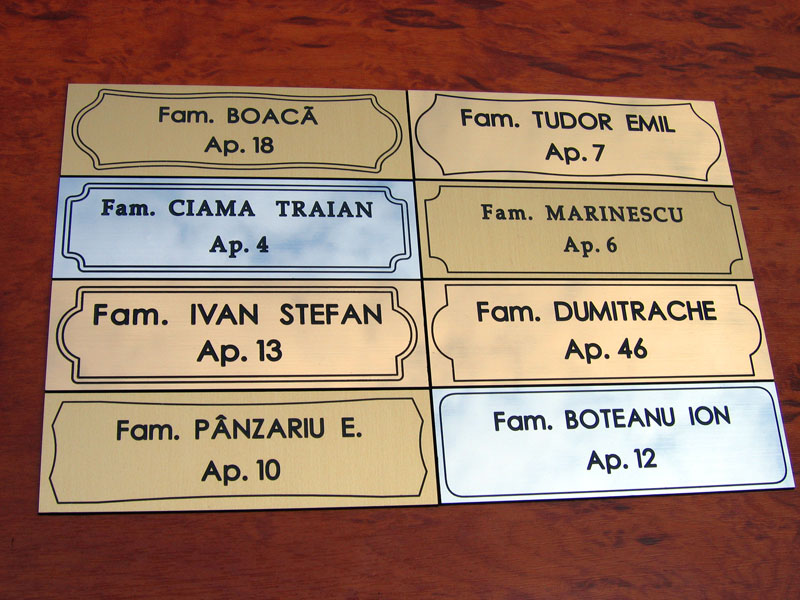 Fam. BOACĂ
Ap. 18
Fam. TUDOR EMIL
Ap. 7
Fam. CIAMA TRAIAN
Ap. 4
Fam. MARINESCU
Ap. 6
Fam. IVAN STEFAN
Ap. 13
Fam. DUMITRACHE
Ap. 46
Fam. PÂNZARIU E.
Ap. 10
Fam. BOTEANU ION
Ap. 12